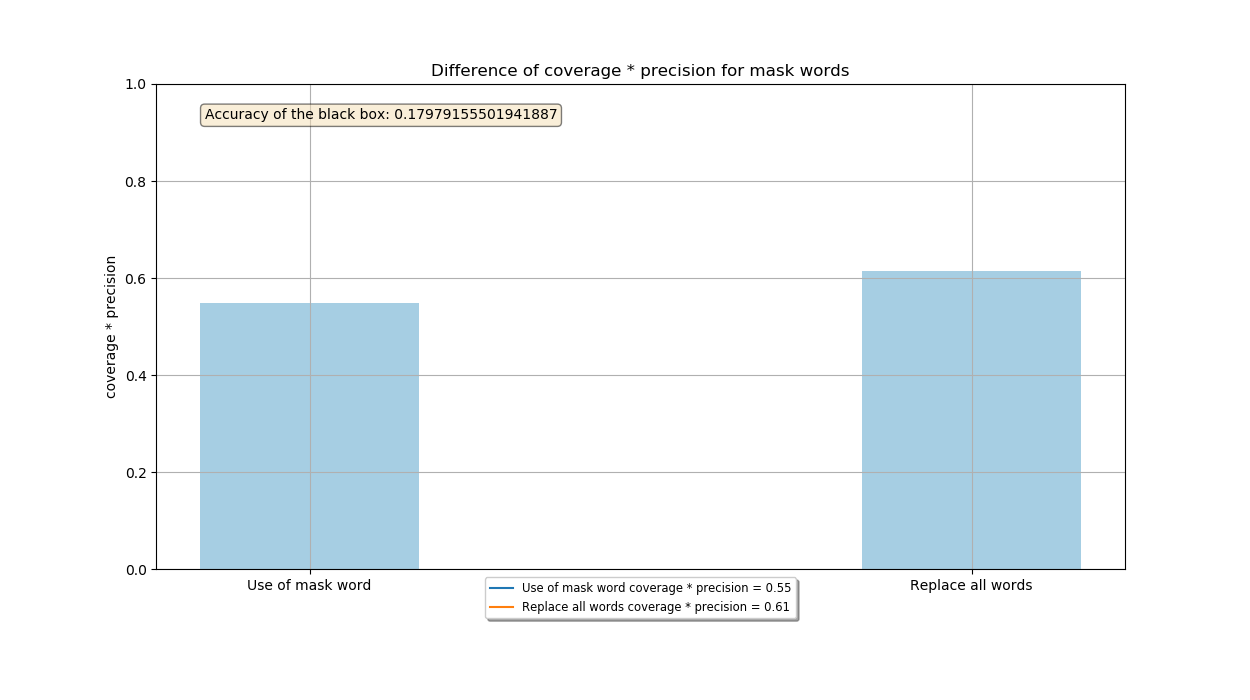 Difference of coverage * precision for mask words
Accuracy of the black box: 0.17979155501941887
1.0
0.8
0.6
0.4
0.2
0.0
coverage * precision
Use of mask word
Replace all words
Use of mask word coverage * precision = 0.55
Replace all words coverage * precision = 0.61